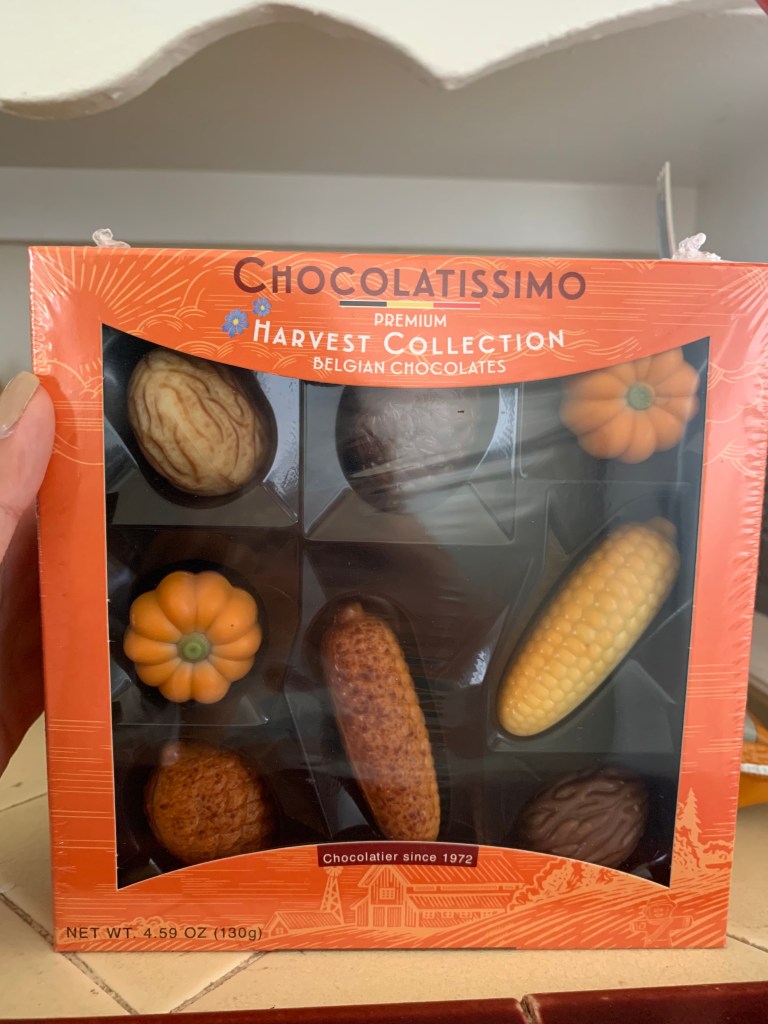 CHOCOLATISSIMO
PREMIUM
HARVEST COLLECTION
BELGIAN CHOCOLATES
Chocolatier since 1972
NET WT. 4.59 OZ (130g)